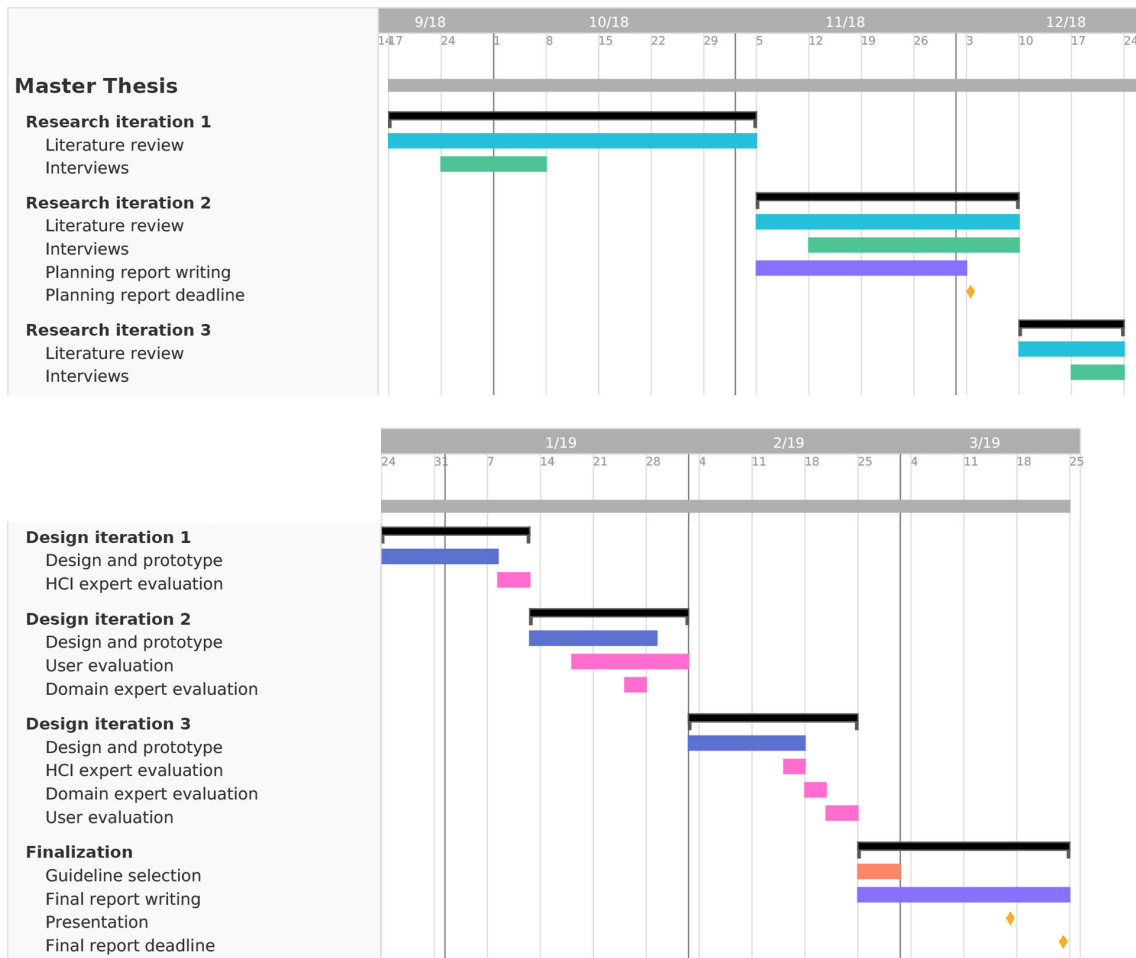 9/18 10/18 11/18 12/18
14 17 24 1 8 15 22 29 5 12 19 26 3 10 17 24
Master Thesis
Research iteration 1
Literature review
Interviews
Research iteration 2
Literature review
Interviews
Planning report writing
Planning report deadline
Research iteration 3
Literature review
Interviews
1/19 2/19 3/19
24 31 7 14 21 28 4 11 18 25 4 11 18 25
Design iteration 1
Design and prototype
HCI expert evaluation
Design iteration 2
Design and prototype
User evaluation
Domain expert evaluation
Design iteration 3
Design and prototype
HCI expert evaluation
Domain expert evaluation
User evaluation
Finalization
Guideline selection
Final report writing
Presentation
Final report deadline